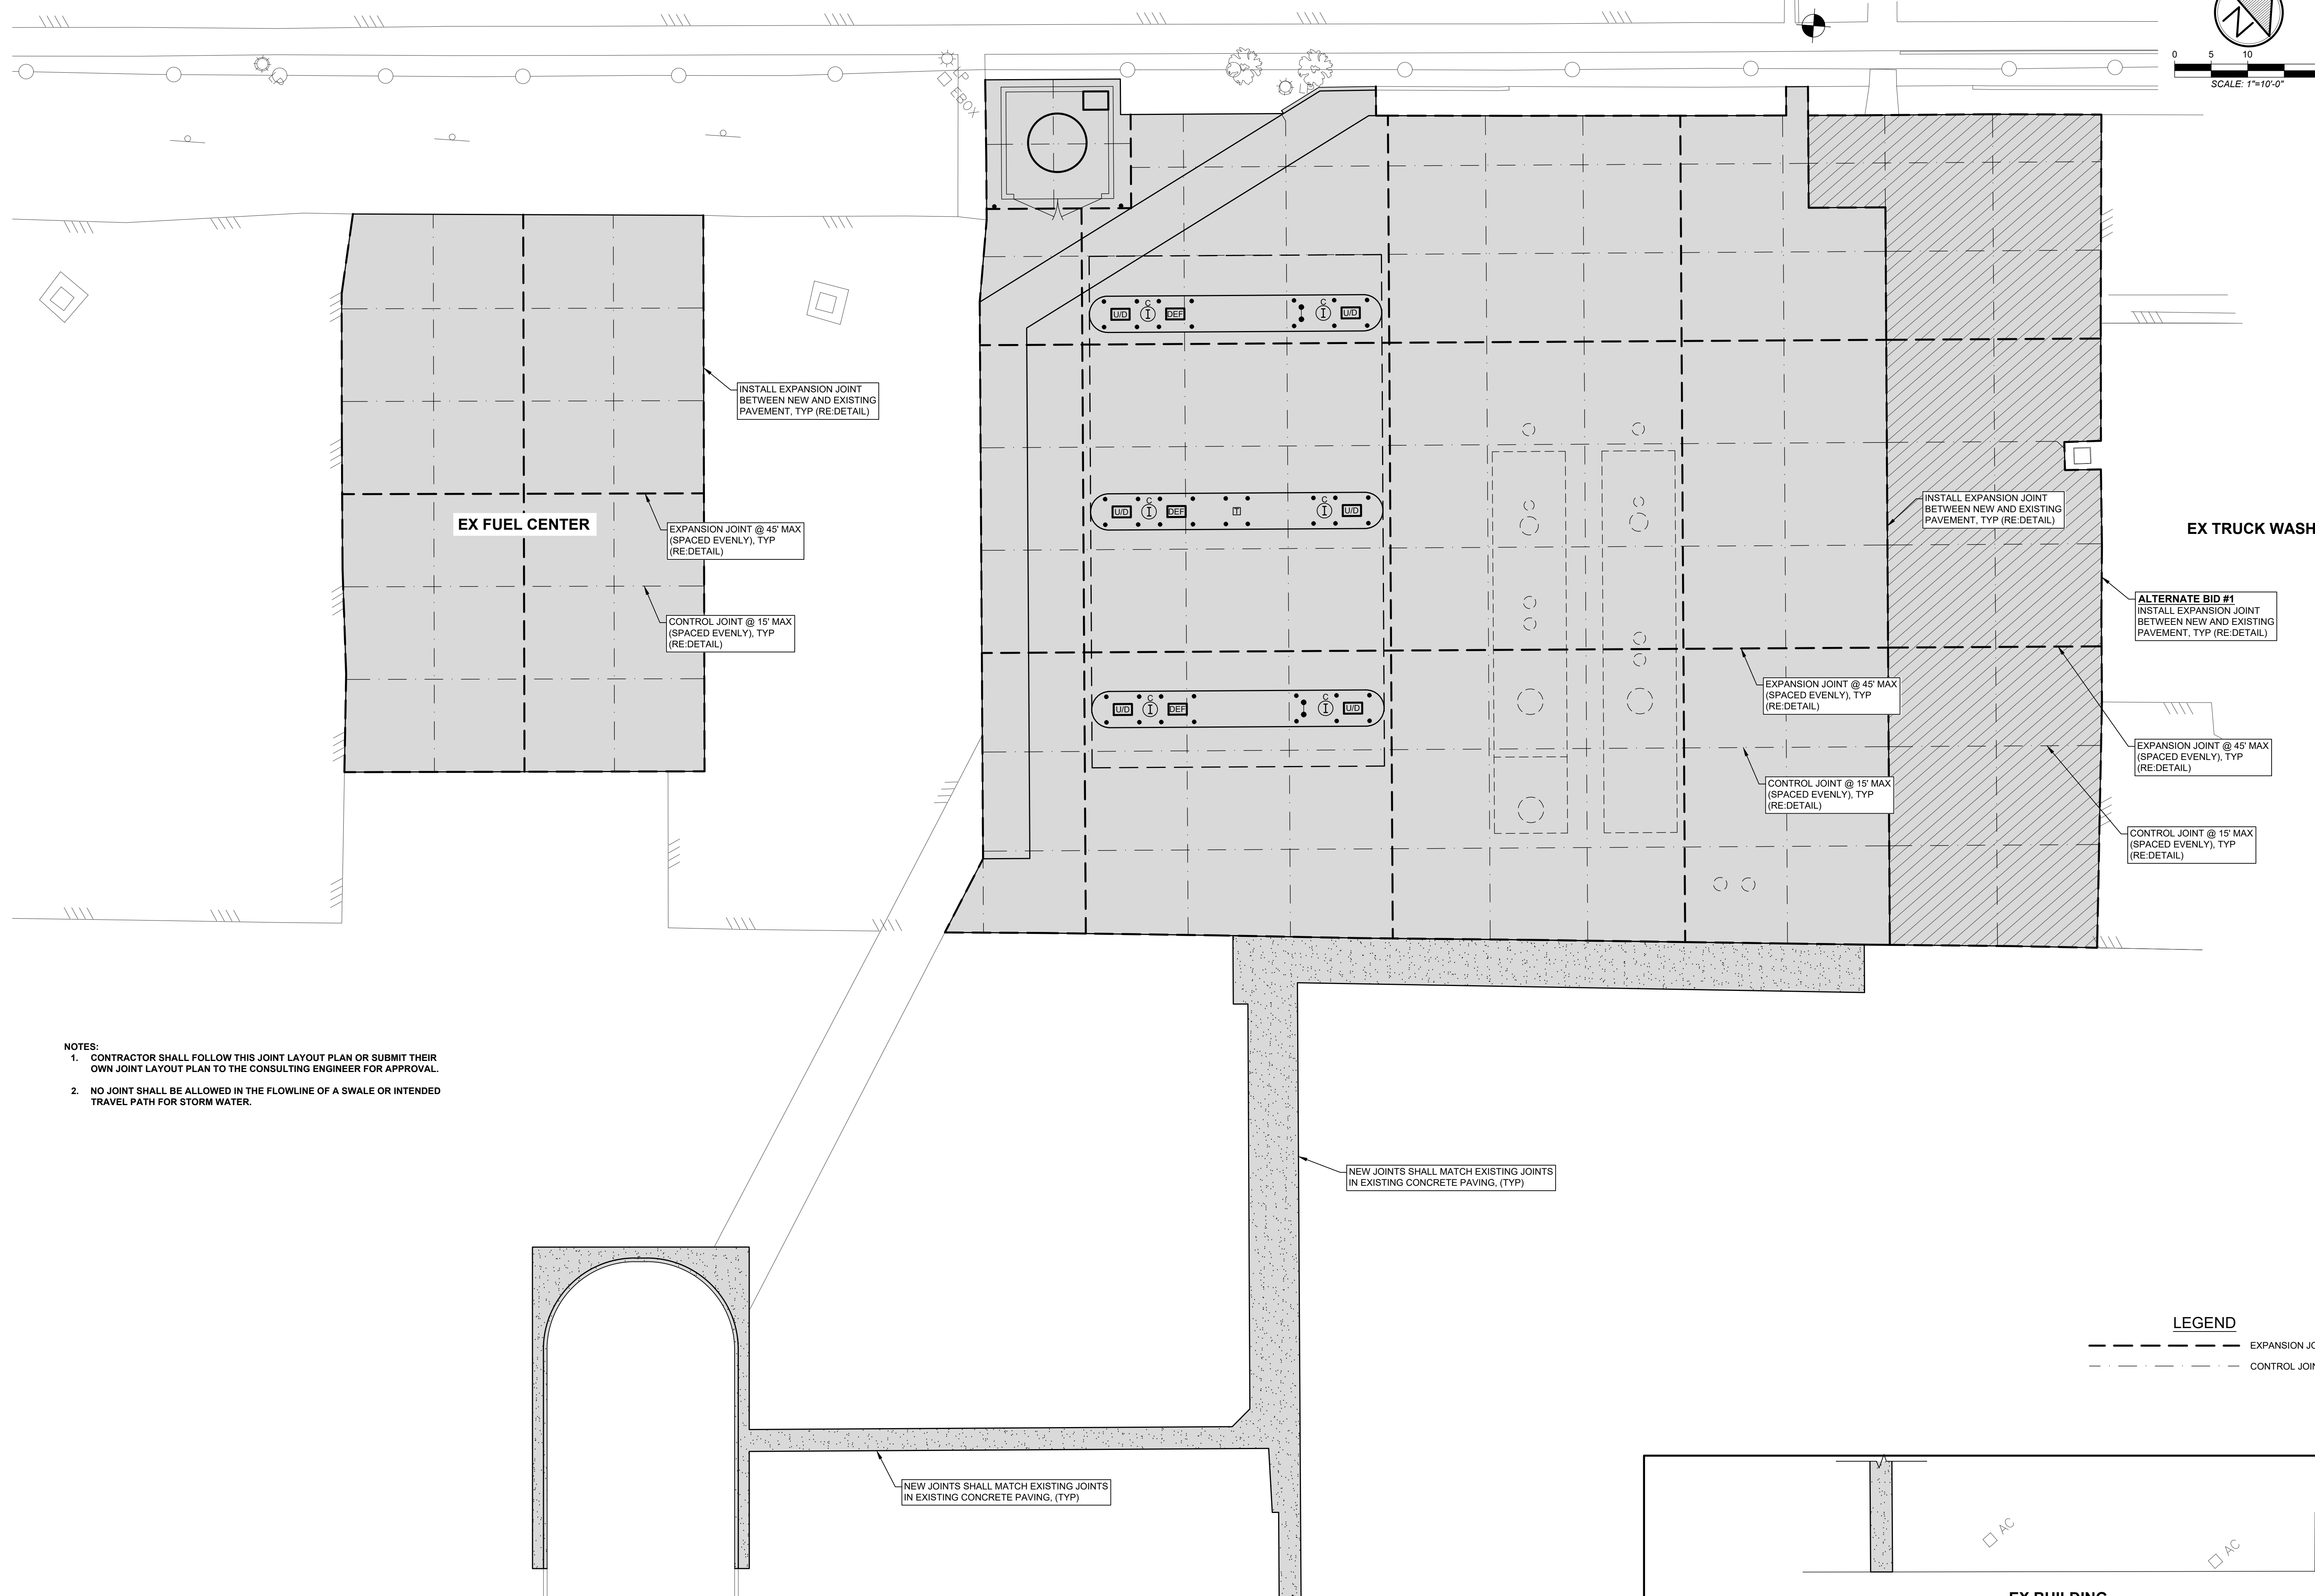 N
0 5 10
SCALE: 1"=10'-0"
LP
LP
EBOX
LP
C
C
U/D
I
DEF
I
U/D
INSTALL EXPANSION JOINT
BETWEEN NEW AND EXISTING
PAVEMENT, TYP (RE:DETAIL)
C
C
U/D
I
DEF
T
I
U/D
INSTALL EXPANSION JOINT
BETWEEN NEW AND EXISTING
PAVEMENT, TYP (RE:DETAIL)
EX FUEL CENTER
EXPANSION JOINT @ 45' MAX
(SPACED EVENLY), TYP
(RE:DETAIL)
EX TRUCK WASH
ALTERNATE BID #1
INSTALL EXPANSION JOINT
BETWEEN NEW AND EXISTING
PAVEMENT, TYP (RE:DETAIL)
CONTROL JOINT @ 15' MAX
(SPACED EVENLY), TYP
(RE:DETAIL)
C
C
U/D
I
DEF
I
U/D
EXPANSION JOINT @ 45' MAX
(SPACED EVENLY), TYP
(RE:DETAIL)
EXPANSION JOINT @ 45' MAX
(SPACED EVENLY), TYP
(RE:DETAIL)
CONTROL JOINT @ 15' MAX
(SPACED EVENLY), TYP
(RE:DETAIL)
CONTROL JOINT @ 15' MAX
(SPACED EVENLY), TYP
(RE:DETAIL)
NOTES:
1. CONTRACTOR SHALL FOLLOW THIS JOINT LAYOUT PLAN OR SUBMIT THEIR
OWN JOINT LAYOUT PLAN TO THE CONSULTING ENGINEER FOR APPROVAL.
2. NO JOINT SHALL BE ALLOWED IN THE FLOWLINE OF A SWALE OR INTENDED
TRAVEL PATH FOR STORM WATER.
NEW JOINTS SHALL MATCH EXISTING JOINTS
IN EXISTING CONCRETE PAVING, (TYP)
LEGEND
EXPANSION
CONTROL
NEW JOINTS SHALL MATCH EXISTING JOINTS
IN EXISTING CONCRETE PAVING, (TYP)
AC
AC
EX BUILDING